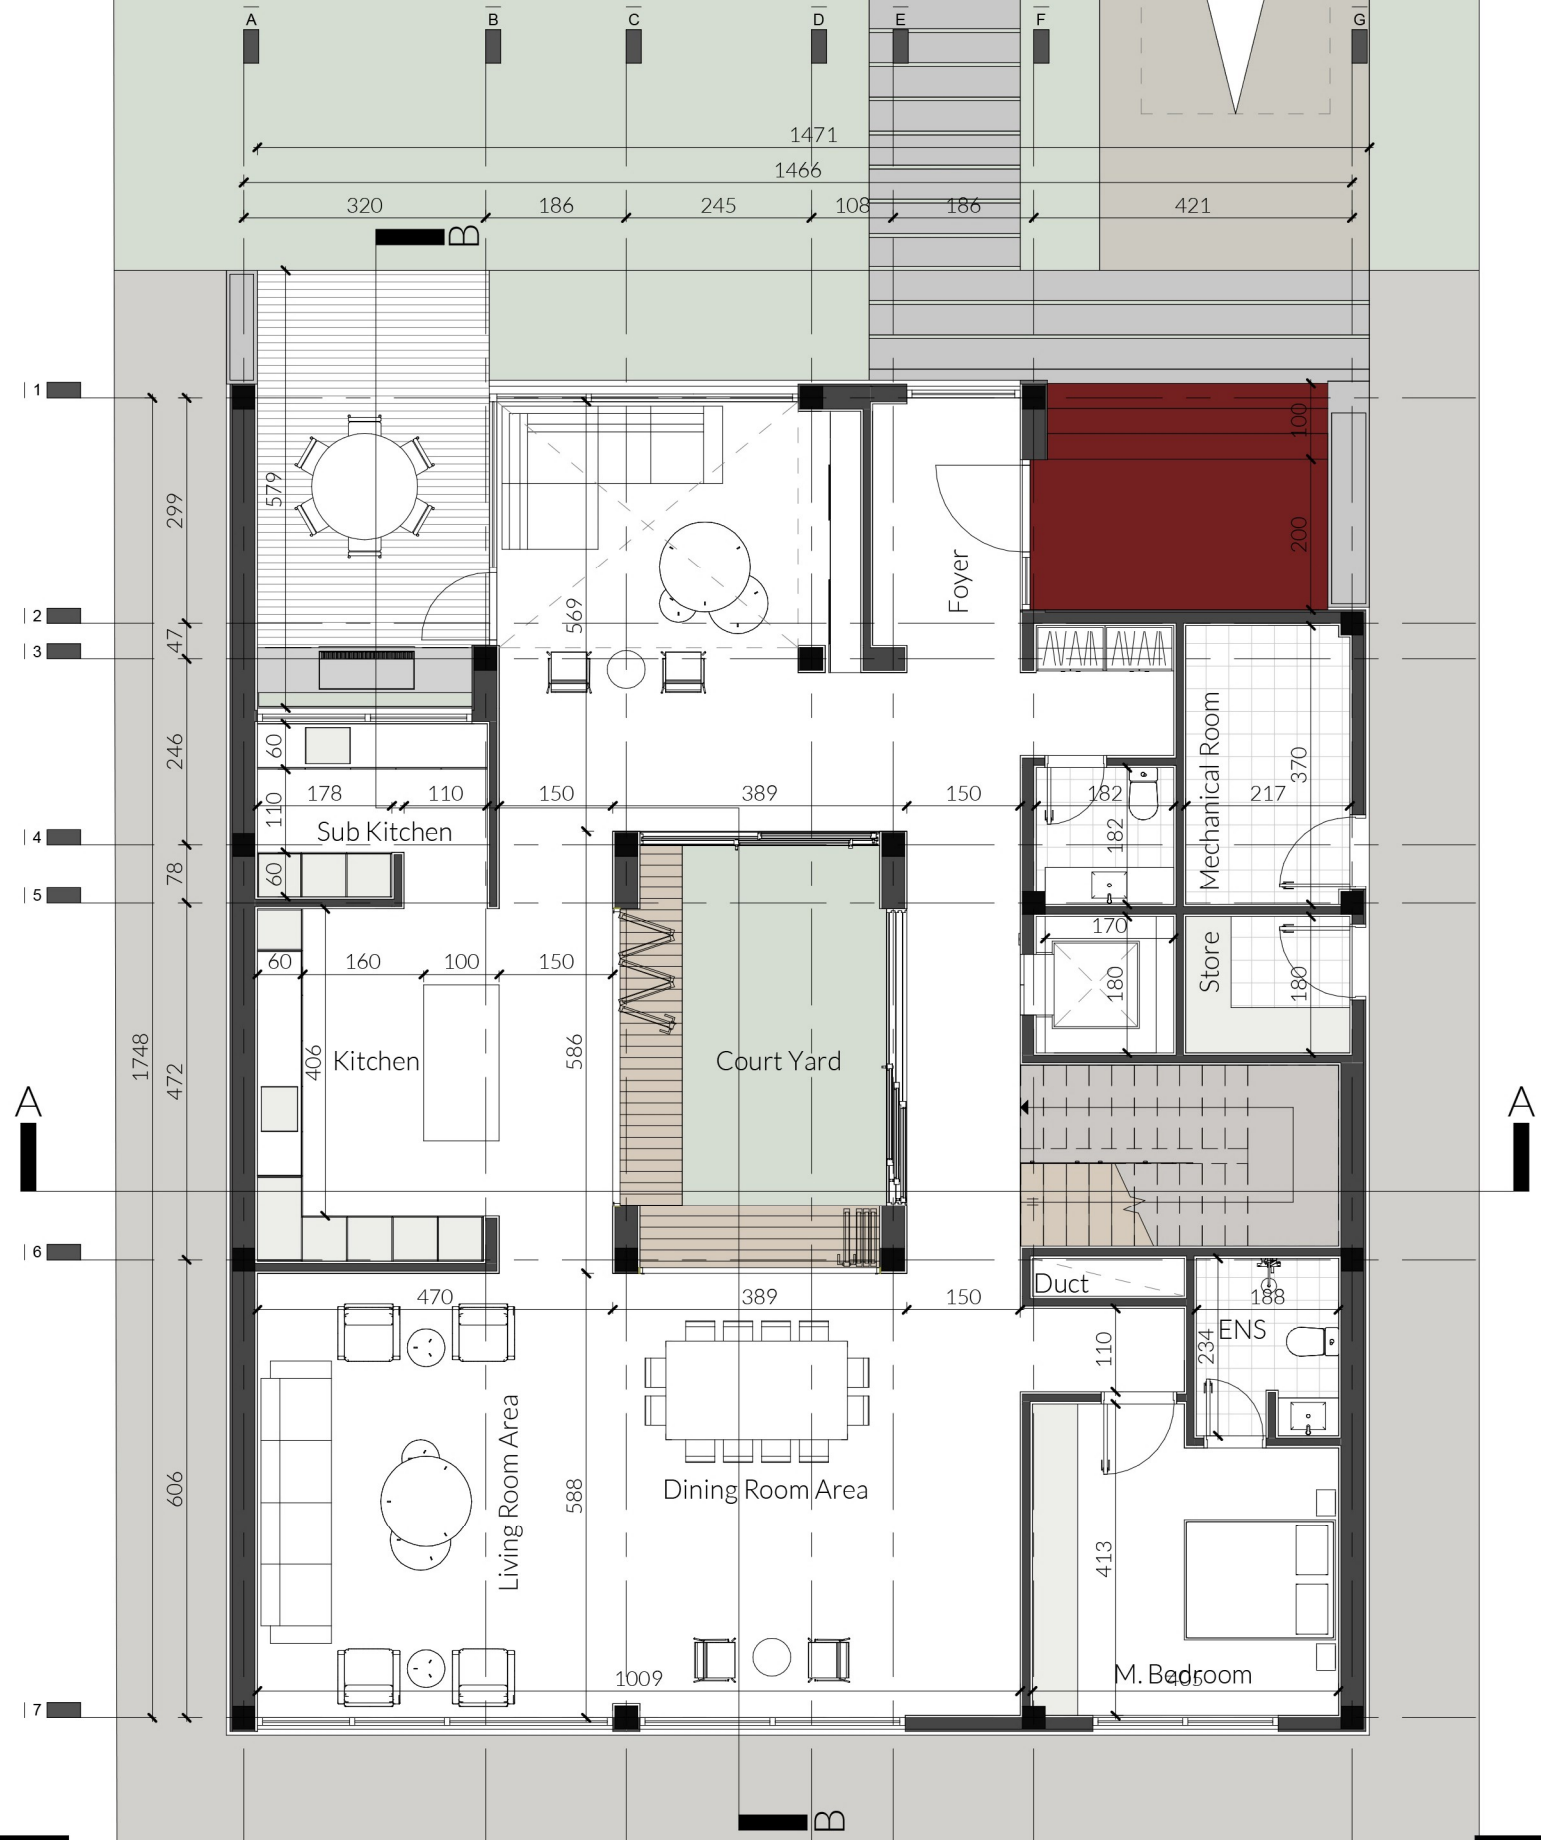 A B C D E F G
1471
1466
320 186 245 108 186 421
B
1
100
579
299
200
Foyer
569
2
47
3
Mechanical Room
246
60
370
178 110 150 389 150 182 217
110
Sub Kitchen
182
4
78
60
5
170
Store
60 160 100 150
180
180
1748
406
Kitchen
586
Court Yard
472
A
A
6
Duct
470 389 150 188
ENS
110
234
Living Room Area
Dining Room Area
606
588
413
M. Bedroom
1009 405
7
B